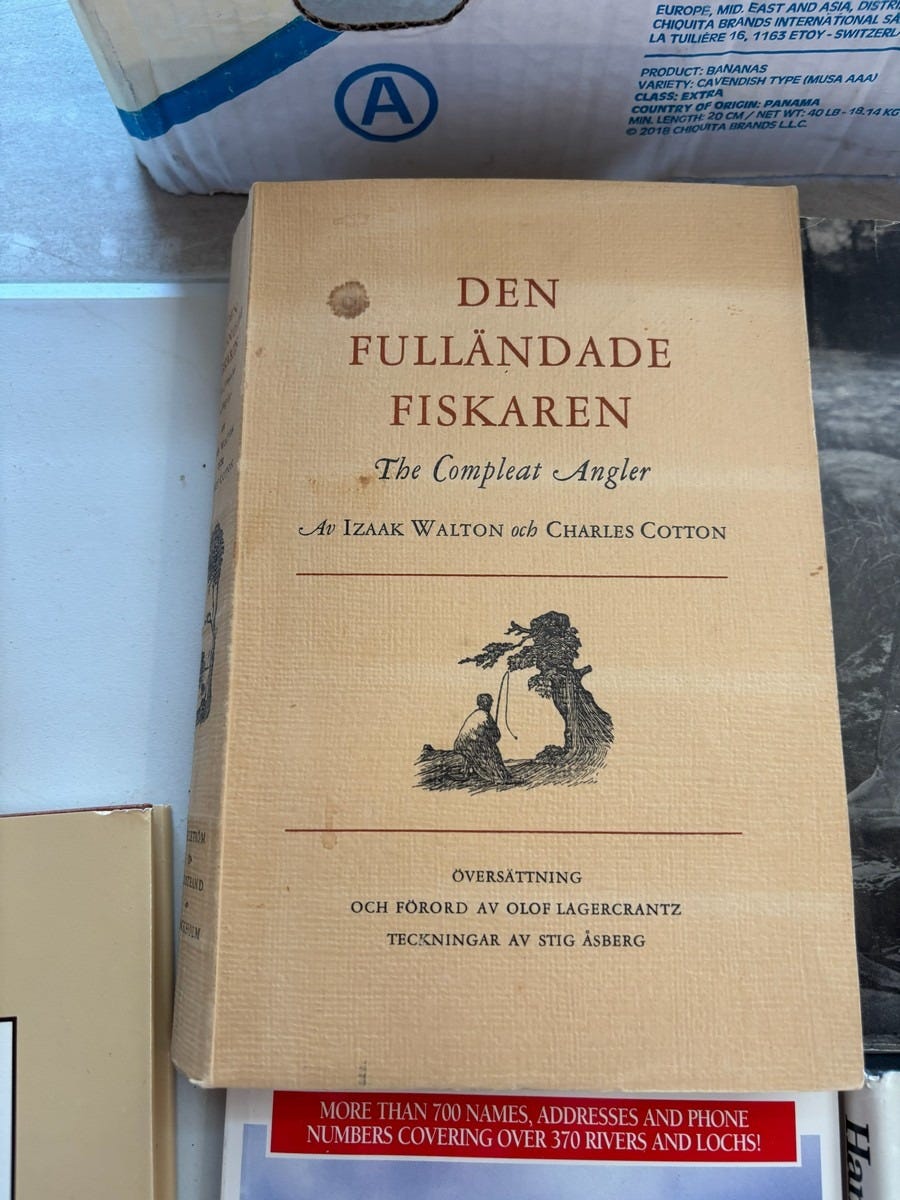 EUROPE, MID. EAST AND ASIA,
CHIQUITA BRANDS INTERNATIONAL
LA TUILIÈRE 16, 1163 ETOY -
PRODUCT: BANANAS
VARIETY: CAVENDISH TYPE (MUSA AAA)
CLASS: EXTRA
COUNTRY OF ORIGIN: PANAMA
MIN. LENGTH: 20 CM / NET WT: 40 LB - 18.14 KG
© 2018 CHIQUITA BRANDS L.L.C.
A
DEN
FULLÄNDADE
FISKAREN
The Compleat Angler
Av IZAAK WALTON och CHARLES COTTON
ÖVERSÄTTNING
OCH FÖRORD AV OLOF LAGERCRANTZ
TECKNINGAR AV STIG ÅSBERG
MORE THAN 700 NAMES, ADDRESSES AND PHONE
NUMBERS COVERING OVER 370 RIVERS AND LOCHS!